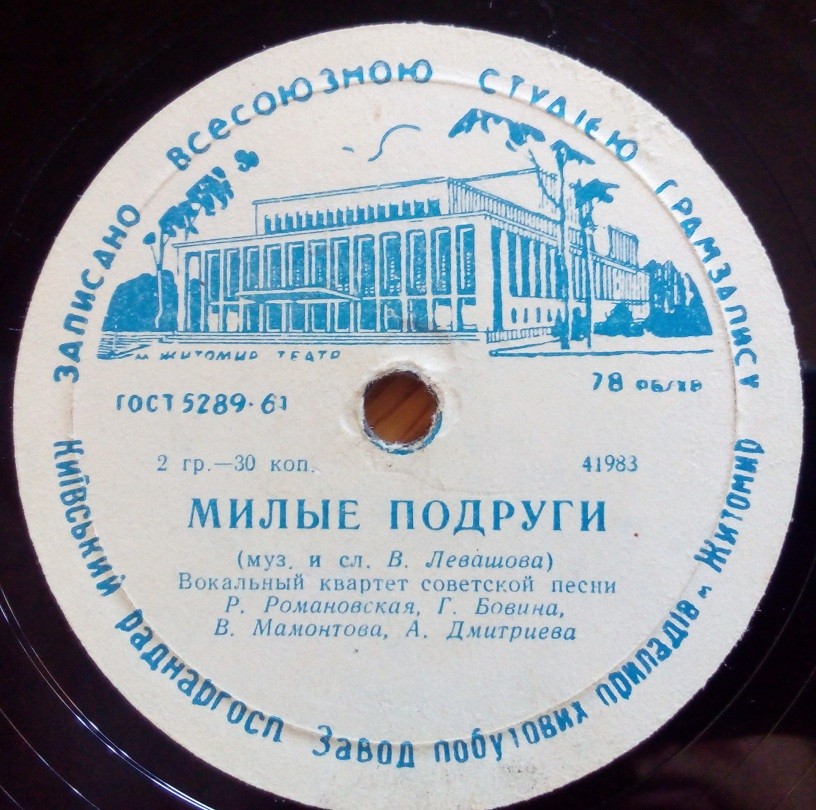 ЗАПИСАНО ВСЕСОЮЗНОЮ СТУДІЄЮ ГРАМЗАПИСУ
м ЖИТОМИР ТЕАТР
ГОСТ 5289-61
78 об/хв
2 гр.—30 коп.
41983
МИЛЫЕ ПОДРУГИ
(муз. и сл. В. Левашова)
Вокальный квартет советской песни
Р. Романовская, Г. Бовина,
В. Мамонтова, А. Дмитриева
Київський раднаргосп Завод побутових приладів м Житомир